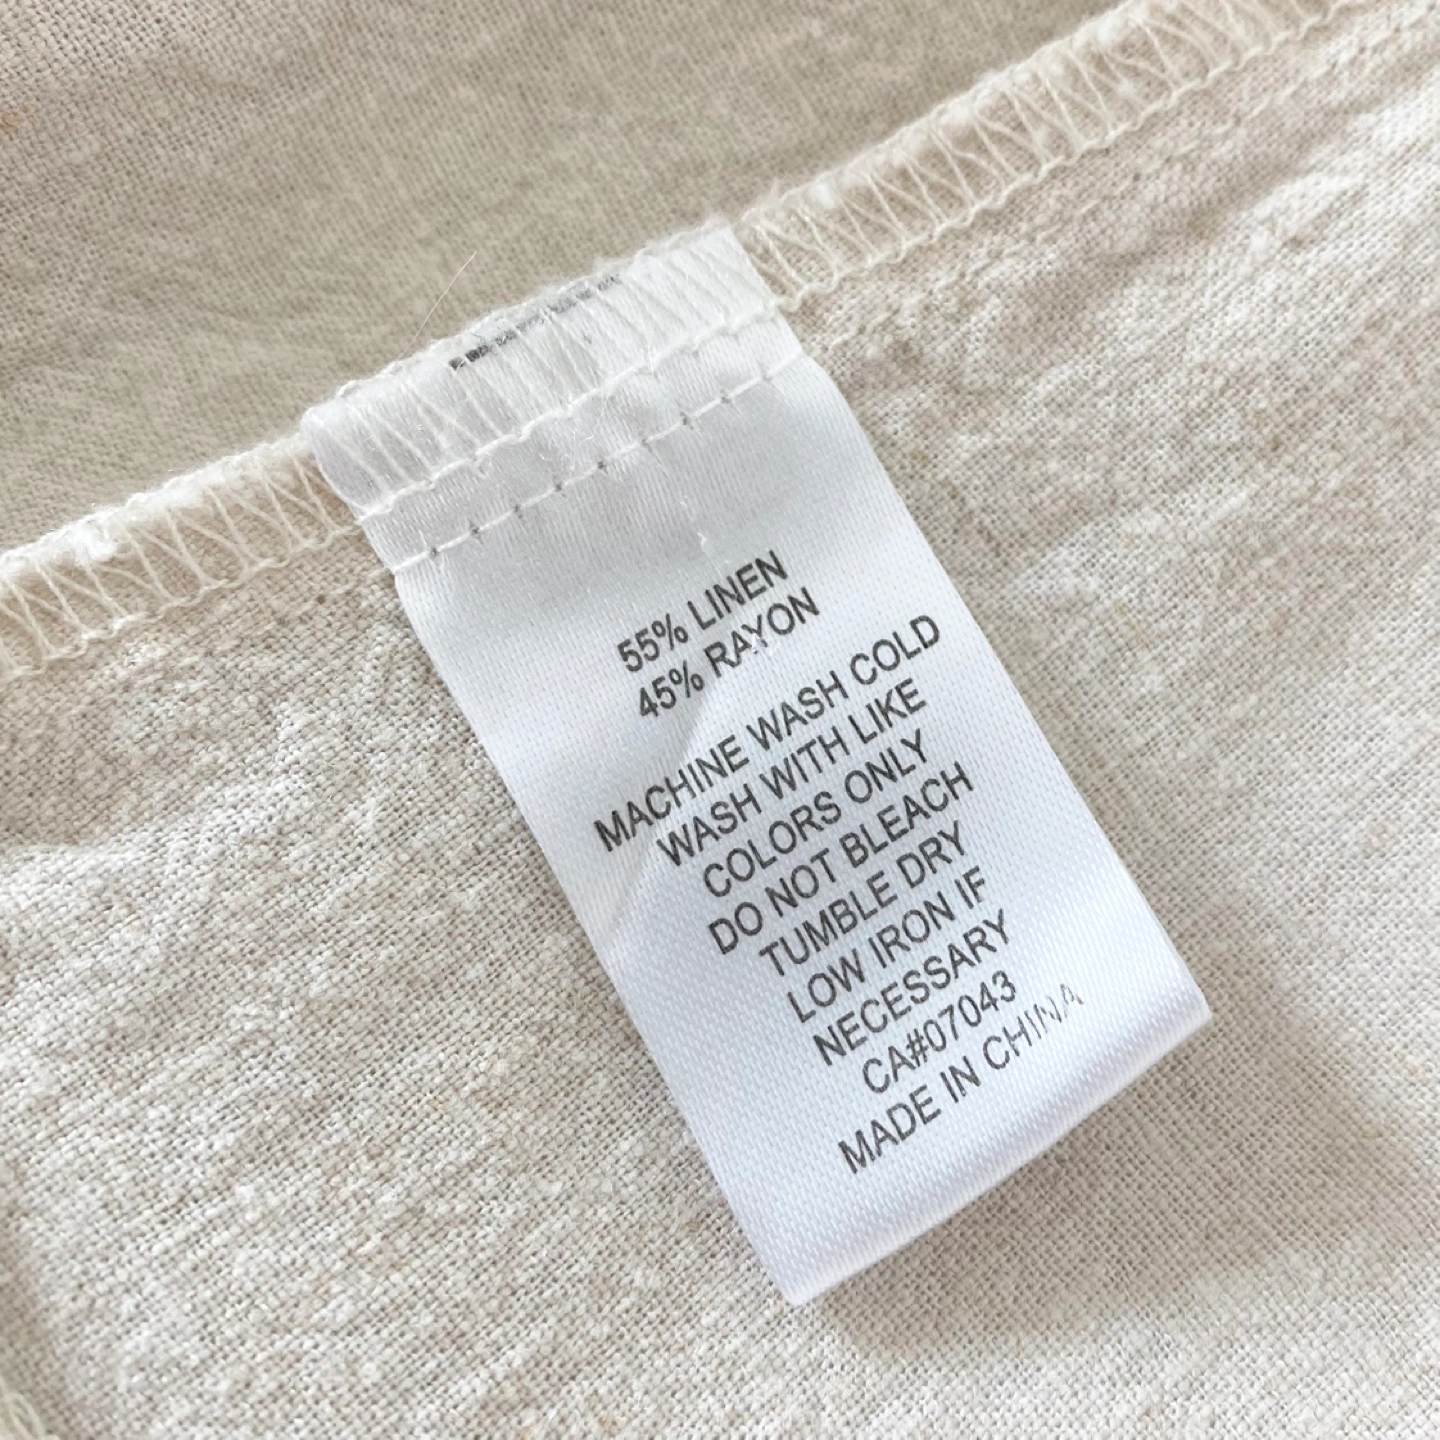 55% LINEN
45% RAYON
MACHINE WASH COLD
WASH WITH LIKE
COLORS ONLY
DO NOT BLEACH
TUMBLE DRY
LOW IRON IF
NECESSARY
CA#07043
MADE IN CHINA